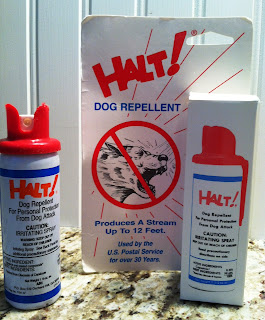 HALT!®
DOG REPELLENT
Produces A Stream
Up To 12 Feet.
Used by the
U.S. Postal Service
for over 30 Years.
HALT!
Dog Repellent
For Personal Protection
From Dog Attack
CAUTION
IRRITATING SPRAY
HALT!
Dog Repellent
For Personal Protection
From Dog Attack
CAUTION
IRRITATING SPRAY